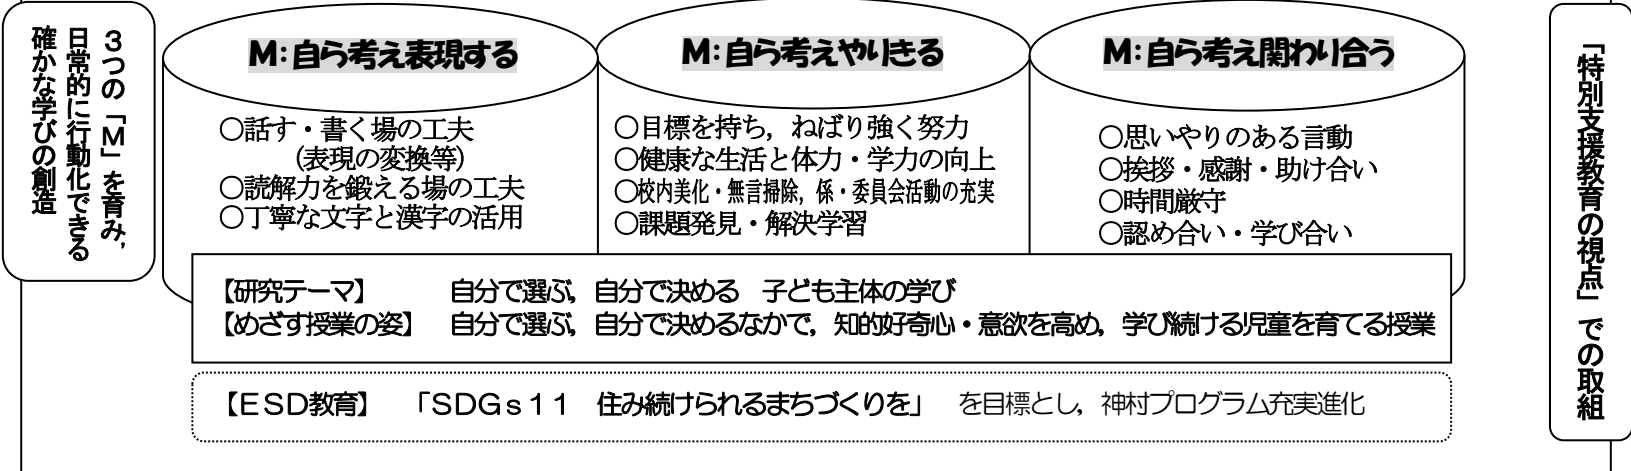 3つの「M」を育み,
日常的に行動化できる
確かな学びの創造
M:自ら考え表現する
○話す・書く場の工夫
(表現の変換等)
○読解力を鍛える場の工夫
○丁寧な文字と漢字の活用
M:自ら考えやりきる
○目標を持ち，ねばり強く努力
○健康な生活と体力・学力の向上
○校内美化・無言掃除，係・委員会活動の充実
○課題発見・解決学習
M:自ら考え関わり合う
○思いやりのある言動
○挨拶・感謝・助け合い
○時間厳守
○認め合い・学び合い
【研究テーマ】　自分で選ぶ，自分で決める　子ども主体の学び
【めざす授業の姿】　自分で選ぶ，自分で決めるなかで，知的好奇心・意欲を高め，学び続ける児童を育てる授業
【ＥＳＤ教育】　「ＳＤＧｓ１１　住み続けられるまちづくりを」　を目標とし，神村プログラム充実進化
「特別支援教育の視点」での取組